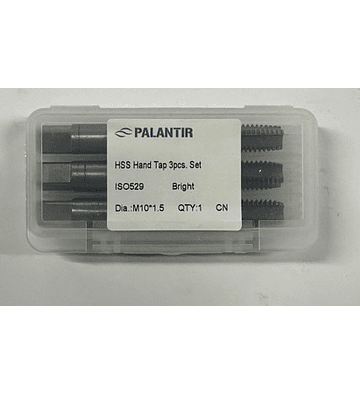 PALANTIR
HSS Hand Tap 3pcs. Set
ISO529 Bright
Dia.:M10*1.5 QTY:1 CN